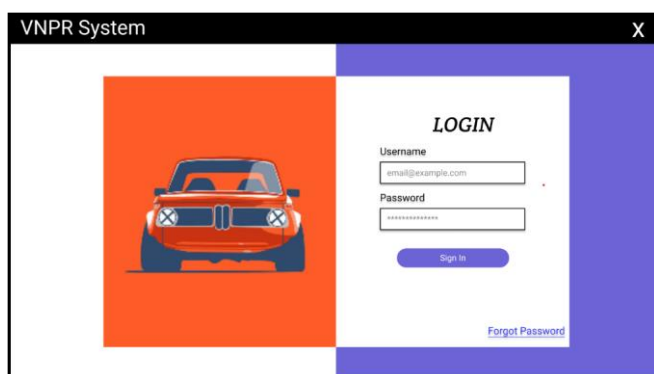 VNPR System X
LOGIN
Username
email@example.com
Password
**************
Sign In
Forgot Password